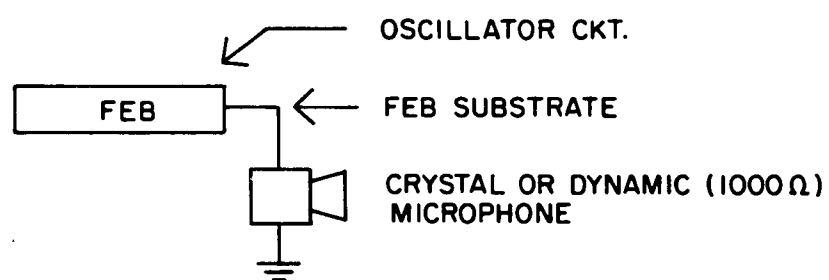 OSCILLATOR CKT.
FEB
FEB SUBSTRATE
CRYSTAL OR DYNAMIC (1000Ω)
MICROPHONE